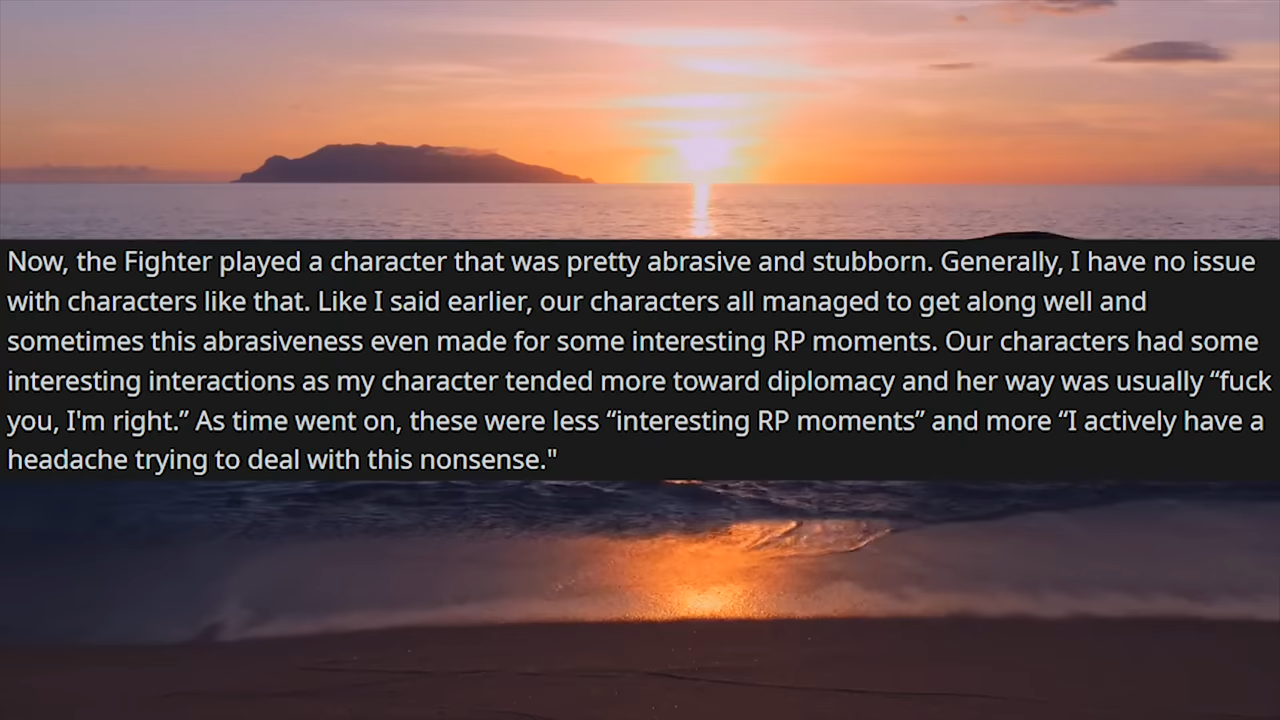 Now, the Fighter played a character that was pretty abrasive and stubborn. Generally, I have no issue
with characters like that. Like I said earlier, our characters all managed to get along well and
sometimes this abrasiveness even made for some interesting RP moments. Our characters had some
interesting interactions as my character tended more toward diplomacy and her way was usually “fuck
you, I'm right.” As time went on, these were less “interesting RP moments” and more “I actively have a
headache trying to deal with this nonsense."